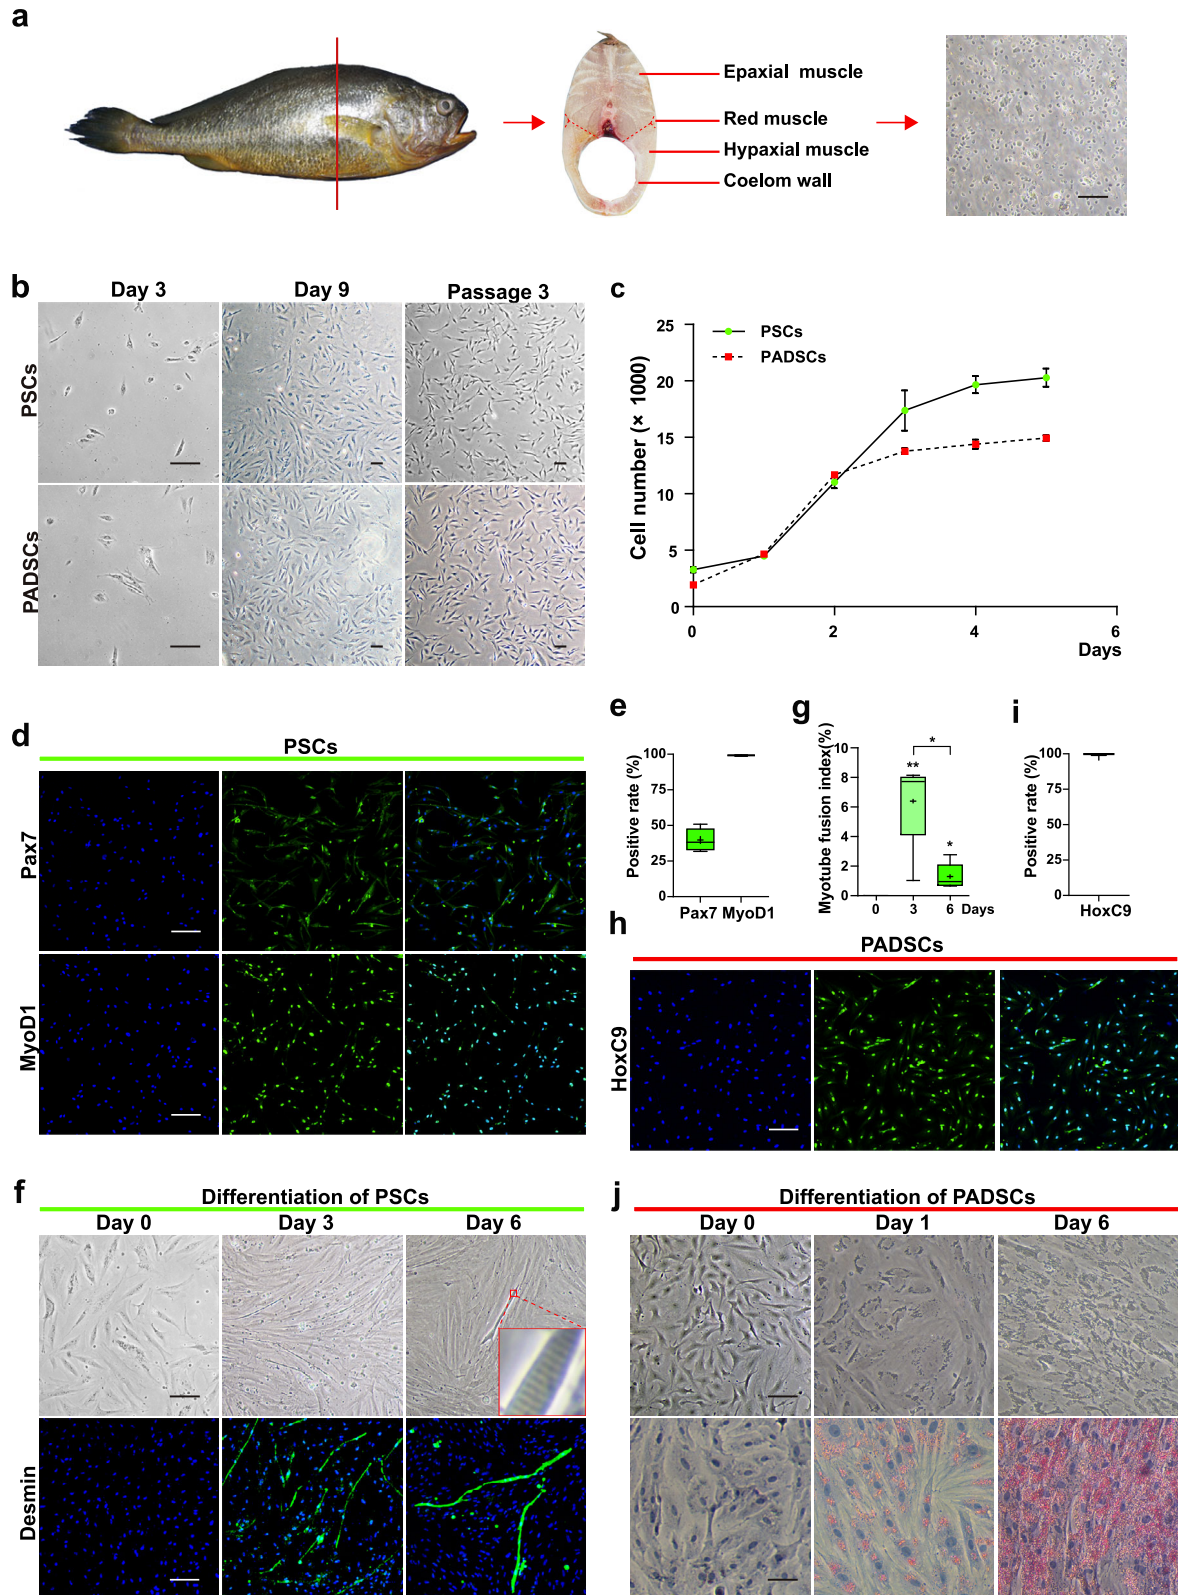 a
Epaxial muscle
Red muscle
Hypaxial muscle
Coelom wall
b
Day 3
Day 9
Passage 3
PSCs
PADSCs
c
PSCs
PADSCs
Cell number (× 1000)
25
20
15
10
5
0
0
2
4
6
Days
d
PSCs
Pax7
MyoD1
e
Positive rate (%)
100
75
50
25
0
Pax7 MyoD1
g
Myotube fusion index(%)
10
8
6
4
2
0
**
*
*
0
3
6
Days
i
Positive rate (%)
100
75
50
25
0
HoxC9
h
PADSCs
HoxC9
f
Differentiation of PSCs
Day 0
Day 3
Day 6
Desmin
j
Differentiation of PADSCs
Day 0
Day 1
Day 6